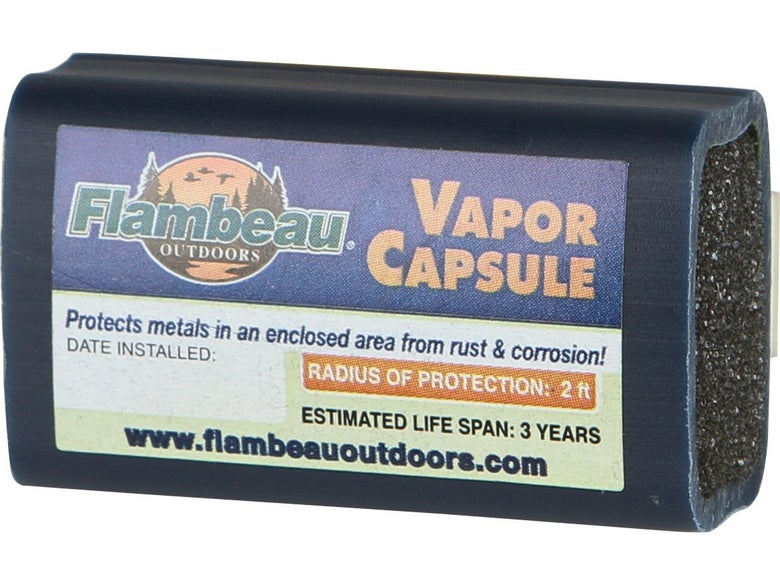 Flambeau®
OUTDOORS
VAPOR
CAPSULE
Protects metals in an enclosed area from rust & corrosion!
DATE INSTALLED:
RADIUS OF PROTECTION: 2 ft
ESTIMATED LIFE SPAN: 3 YEARS
www.flambeauoutdoors.com